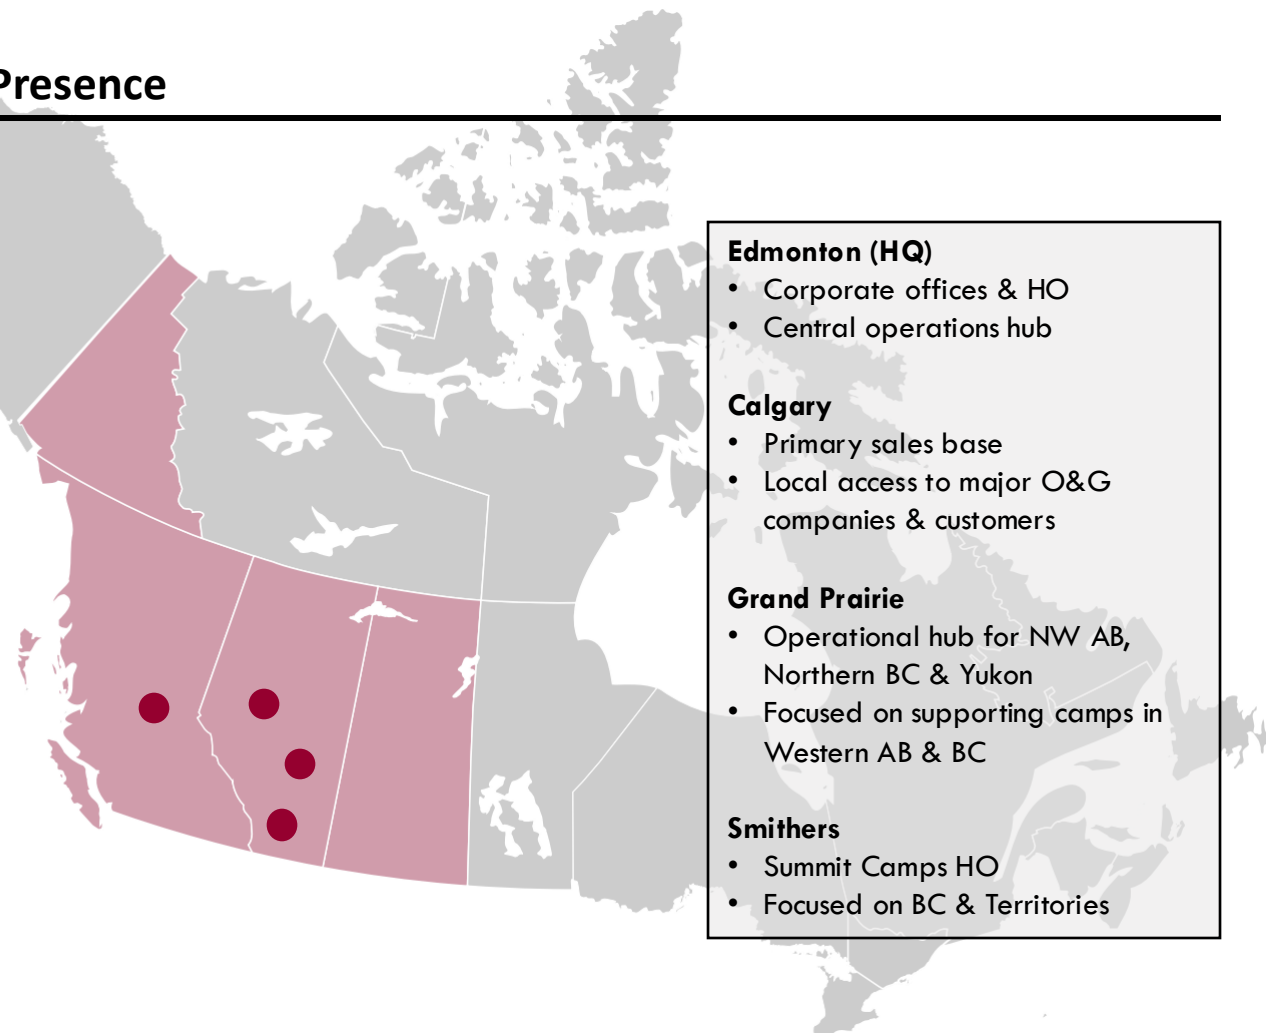 Presence
Edmonton (HQ)
• Corporate offices & HO
• Central operations hub
Calgary
• Primary sales base
• Local access to major O&G
companies & customers
Grand Prairie
• Operational hub for NW AB,
Northern BC & Yukon
• Focused on supporting camps in
Western AB & BC
Smithers
• Summit Camps HO
• Focused on BC & Territories